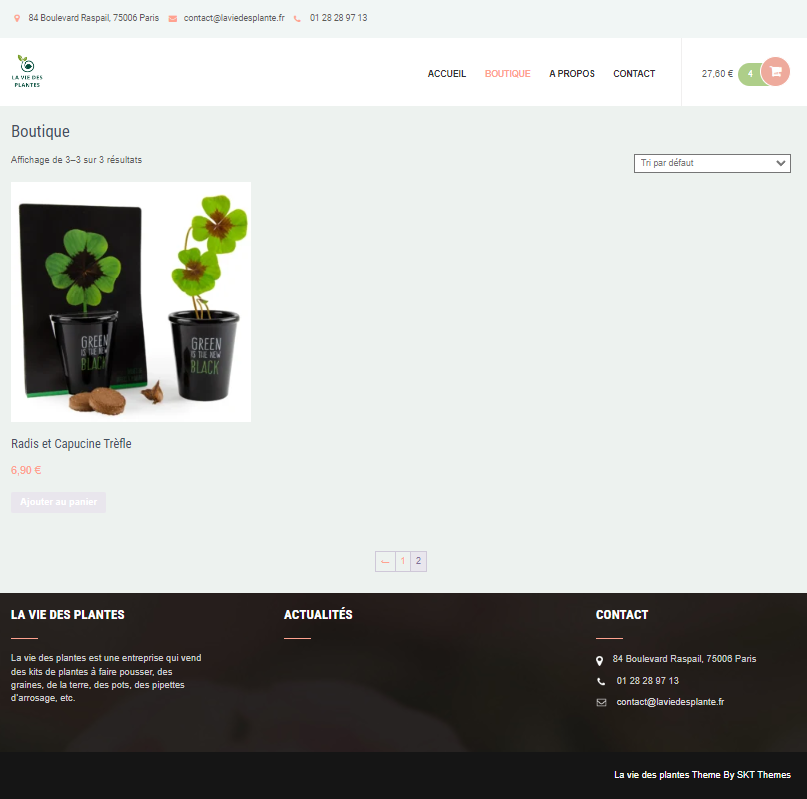 84 Boulevard Raspail, 75006 Paris contact@laviedesplante.fr 01 28 28 97 13
LA VIE DES
PLANTES
ACCUEIL BOUTIQUE A PROPOS CONTACT 27,60 € 4
Boutique
Affichage de 3–3 sur 3 résultats
Tri par défaut
GREEN
IS THE NEW
BLACK
GREEN
IS THE NEW
BLACK
Radis et Capucine Trèfle
6,90 €
Ajouter au panier
← 1 2
LA VIE DES PLANTES
La vie des plantes est une entreprise qui vend
des kits de plantes à faire pousser, des
graines, de la terre, des pots, des pipettes
d'arrosage, etc.
ACTUALITÉS
CONTACT
84 Boulevard Raspail, 75006 Paris
01 28 28 97 13
contact@laviedesplante.fr
La vie des plantes Theme By SKT Themes